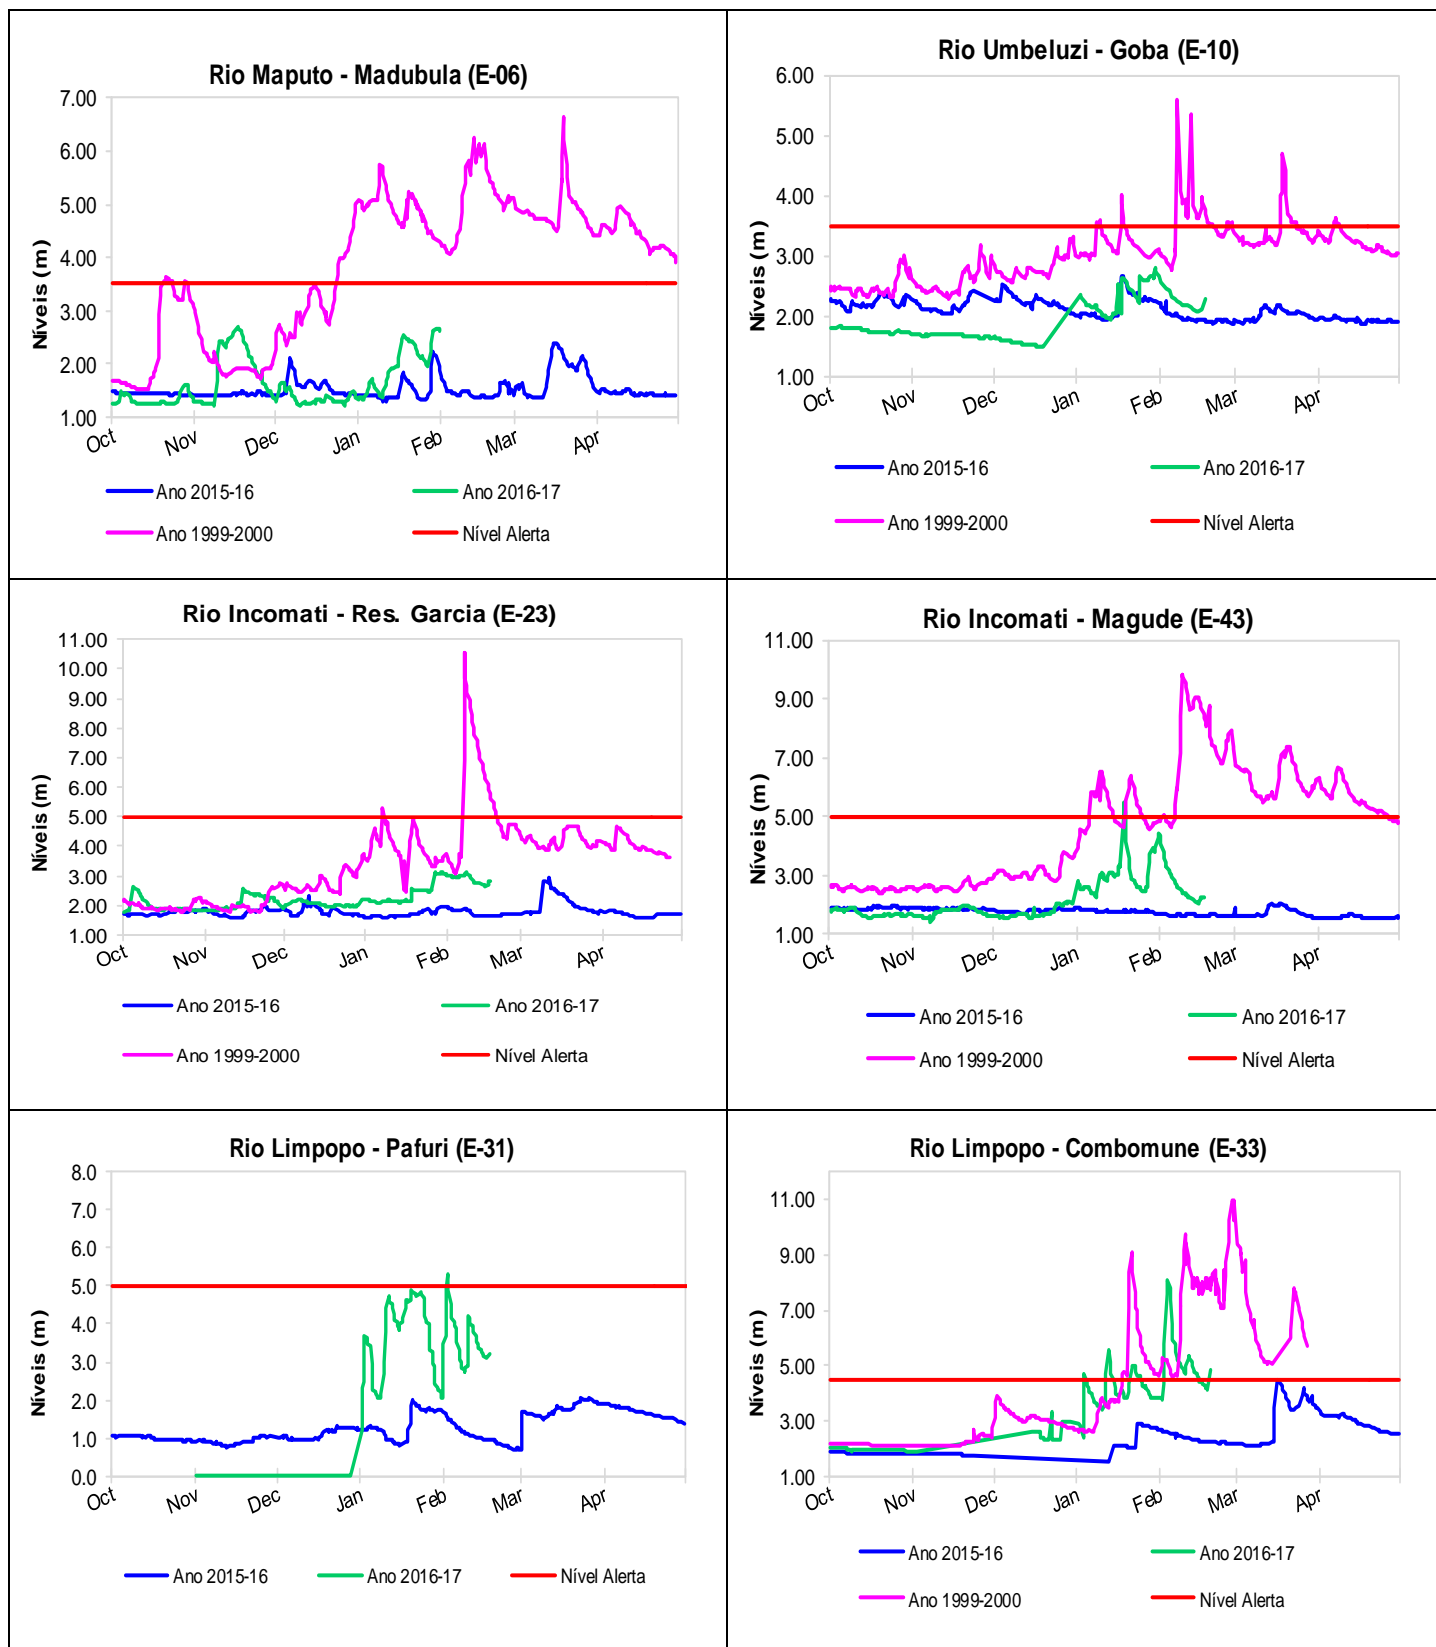 Rio Maputo - Madubula (E-06)
Níveis (m)
7.00
6.00
5.00
4.00
3.00
2.00
1.00
Oct Nov Dec Jan Feb Mar Apr
Ano 2015-16 Ano 2016-17
Ano 1999-2000 Nível Alerta
Rio Umbeluzi - Goba (E-10)
Níveis (m)
6.00
5.00
4.00
3.00
2.00
1.00
Oct Nov Dec Jan Feb Mar Apr
Ano 2015-16 Ano 2016-17
Ano 1999-2000 Nível Alerta
Rio Incomati - Res. Garcia (E-23)
Níveis (m)
11.00
10.00
9.00
8.00
7.00
6.00
5.00
4.00
3.00
2.00
1.00
Oct Nov Dec Jan Feb Mar Apr
Ano 2015-16 Ano 2016-17
Ano 1999-2000 Nível Alerta
Rio Incomati - Magude (E-43)
Níveis (m)
11.00
9.00
7.00
5.00
3.00
1.00
Oct Nov Dec Jan Feb Mar Apr
Ano 2015-16 Ano 2016-17
Ano 1999-2000 Nível Alerta
Rio Limpopo - Pafuri (E-31)
Níveis (m)
8.0
7.0
6.0
5.0
4.0
3.0
2.0
1.0
0.0
Oct Nov Dec Jan Feb Mar Apr
Ano 2015-16 Ano 2016-17 Nível Alerta
Rio Limpopo - Combomune (E-33)
Níveis (m)
11.00
9.00
7.00
5.00
3.00
1.00
Oct Nov Dec Jan Feb Mar Apr
Ano 2015-16 Ano 2016-17
Ano 1999-2000 Nível Alerta